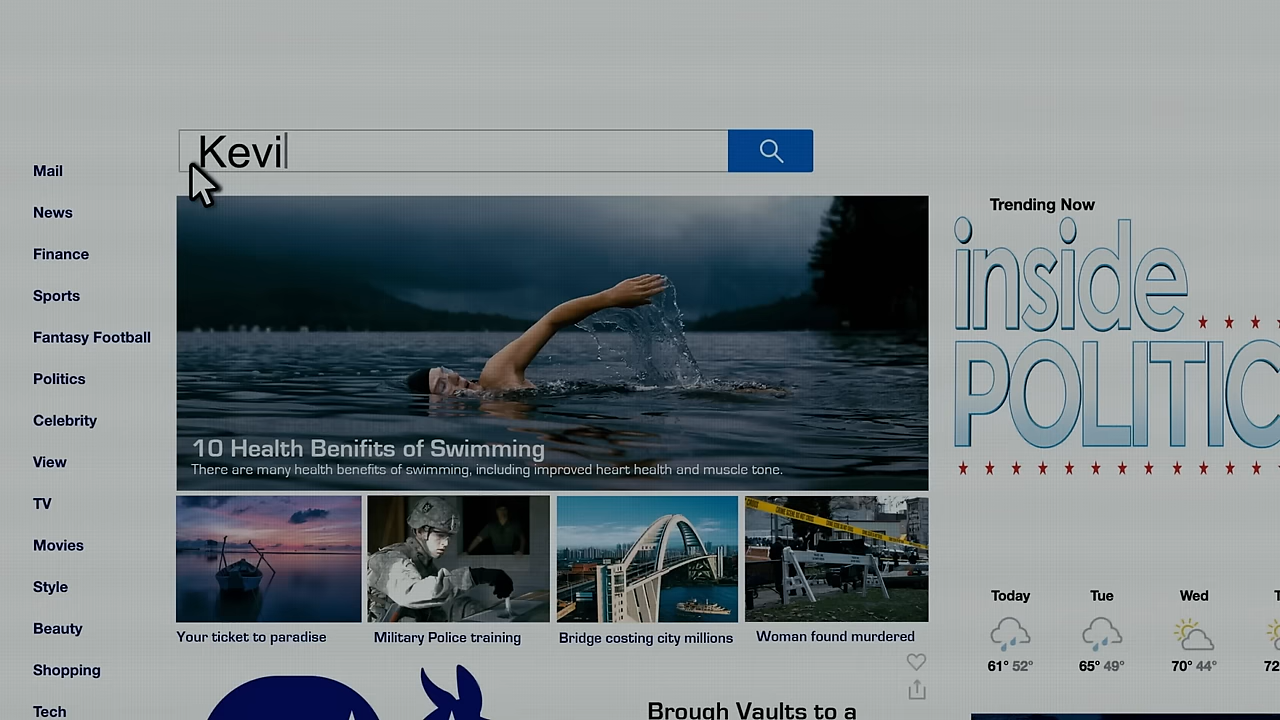 Kevi
Mail
News
Finance
Sports
Fantasy Football
Politics
Celebrity
View
TV
Movies
Style
Beauty
Shopping
Tech
10 Health Benifits of Swimming
There are many health benefits of swimming, including improved heart health and muscle tone.
Your ticket to paradise
Military Police training
Bridge costing city millions
Woman found murdered
Brough Vaults to a
Trending Now
inside
POLITIC
Today Tue Wed
61° 52° 65° 49° 70° 44° 72